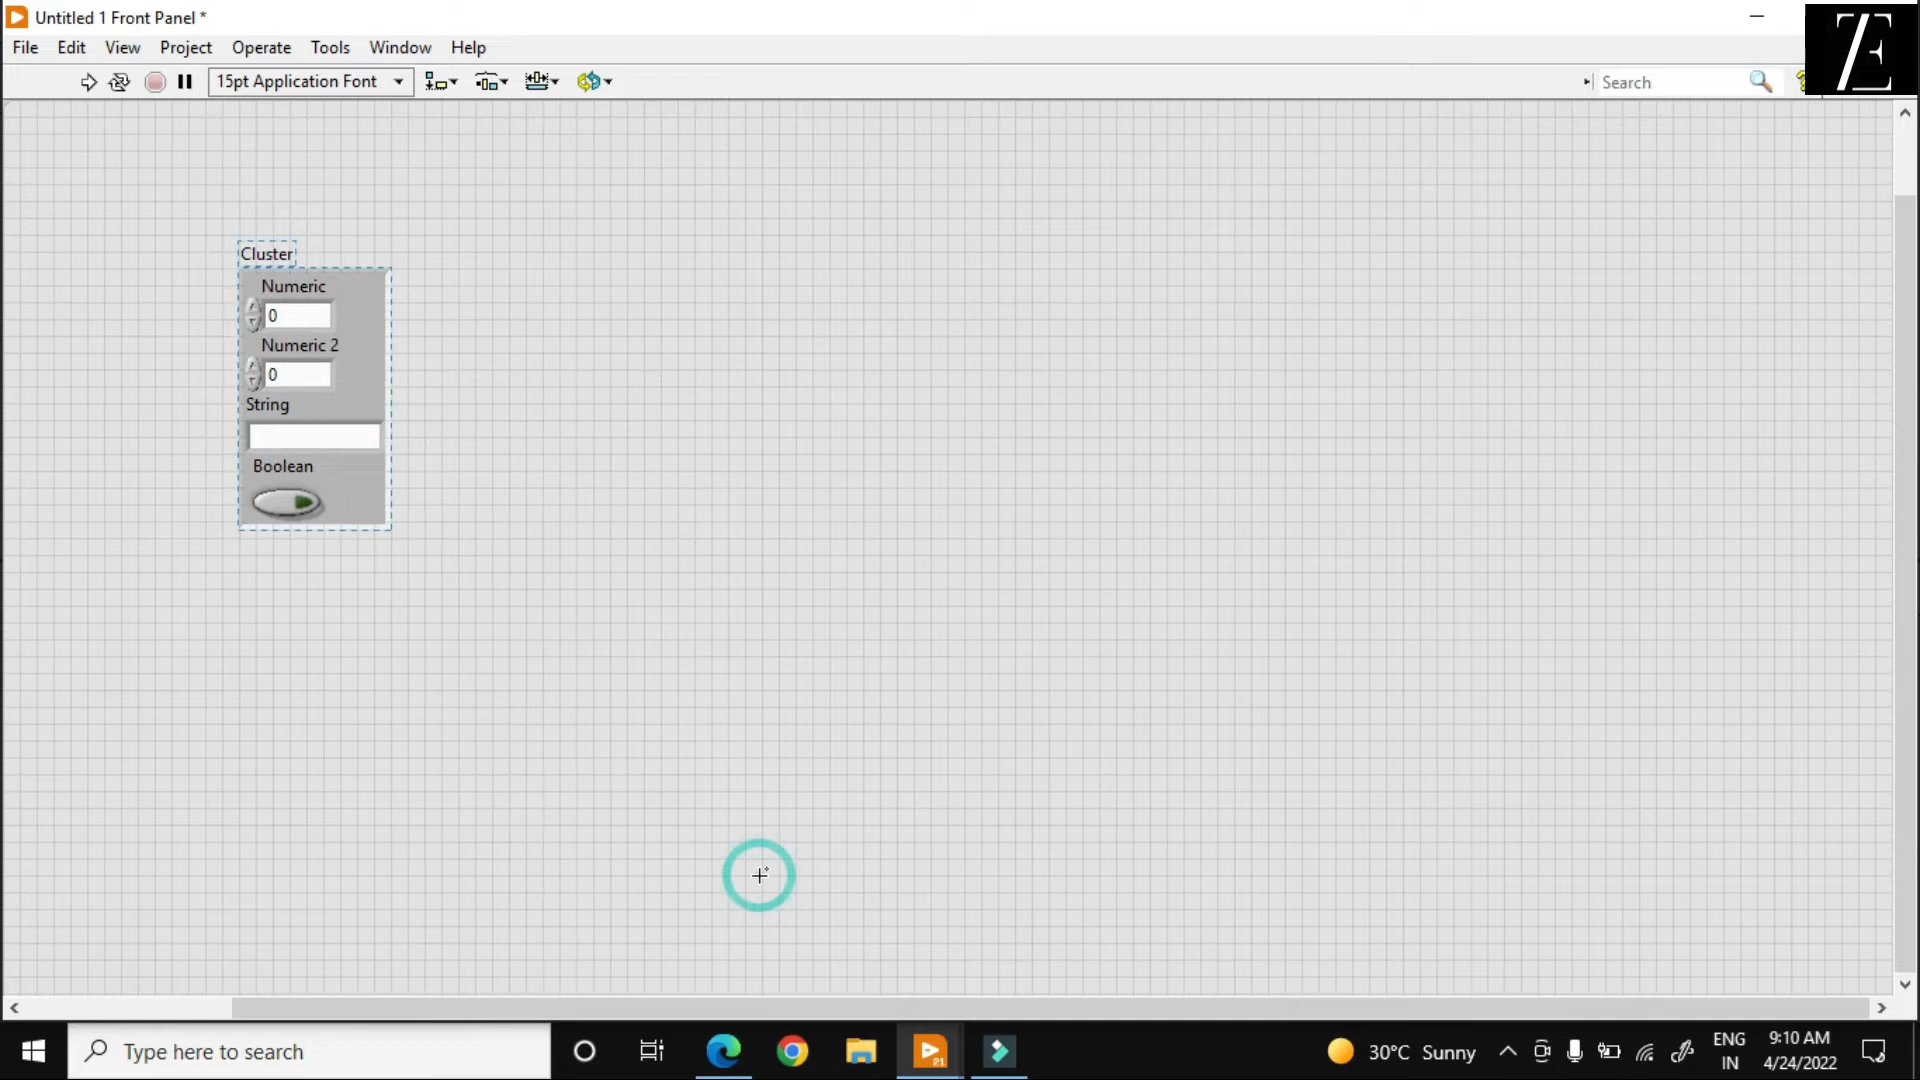 Untitled 1 Front Panel *
File Edit View Project Operate Tools Window Help
15pt Application Font
Search
Cluster
Numeric
0
Numeric 2
0
String
Boolean
Type here to search
21
30°C Sunny
ENG
IN
9:10 AM
4/24/2022